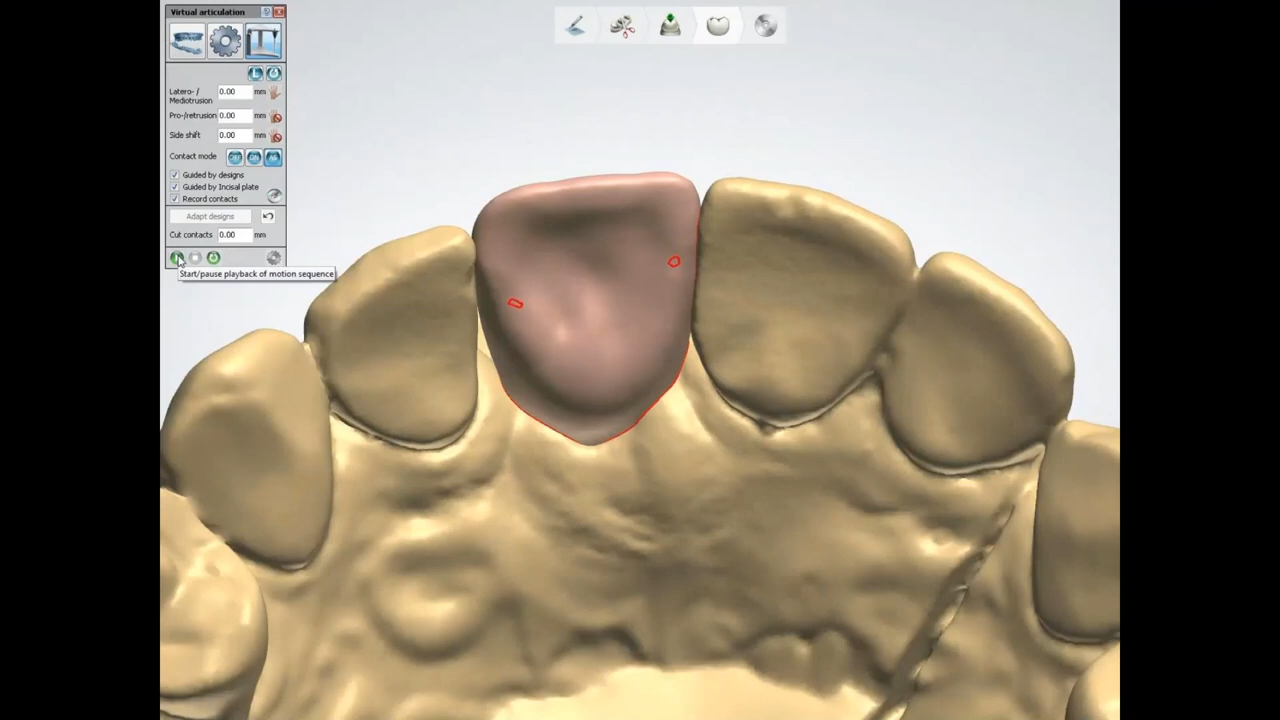 Virtual articulation
Latero- / Mediotrusion 0.00 mm
Pro-/retrusion 0.00 mm
Side shift 0.00 mm
Contact mode OFF ON
Guided by designs
Guided by Incisal plate
Record contacts
Adapt designs
Cut contacts 0.00 mm
Start/pause playback of motion sequence